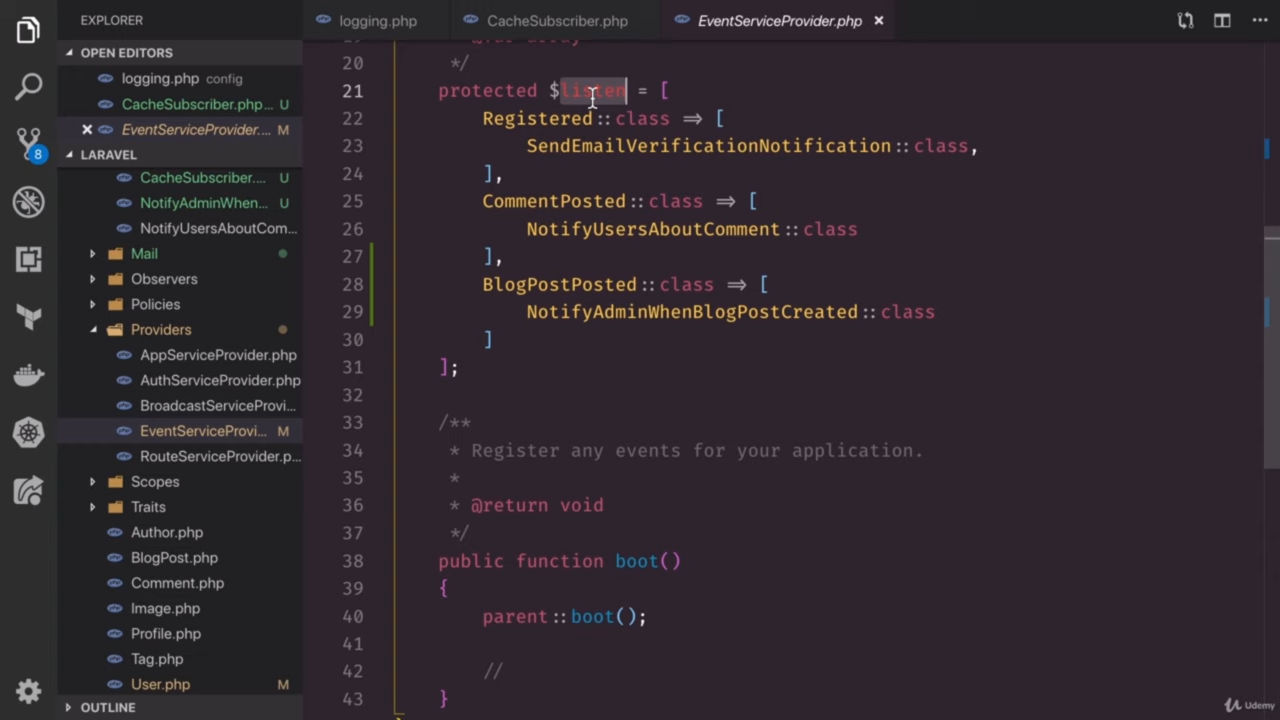 EXPLORER
OPEN EDITORS
logging.php config
CacheSubscriber.php... U
EventServiceProvider.... M
LARAVEL
CacheSubscriber.... U
NotifyAdminWhen... U
NotifyUsersAboutCom...
Mail
Observers
Policies
Providers
AppServiceProvider.php
AuthServiceProvider.php
BroadcastServiceProvi...
EventServiceProvi... M
RouteServiceProvider.p...
Scopes
Traits
Author.php
BlogPost.php
Comment.php
Image.php
Profile.php
Tag.php
User.php M
OUTLINE
8
logging.php CacheSubscriber.php EventServiceProvider.php
20 */
21 protected $listen = [
22 Registered::class => [
23 SendEmailVerificationNotification::class,
24 ],
25 CommentPosted::class => [
26 NotifyUsersAboutComment::class
27 ],
28 BlogPostPosted::class => [
29 NotifyAdminWhenBlogPostCreated::class
30 ]
31 ];
32
33 /**
34 * Register any events for your application.
35 *
36 * @return void
37 */
38 public function boot()
39 {
40 parent::boot();
41
42 //
43 }
Udemy